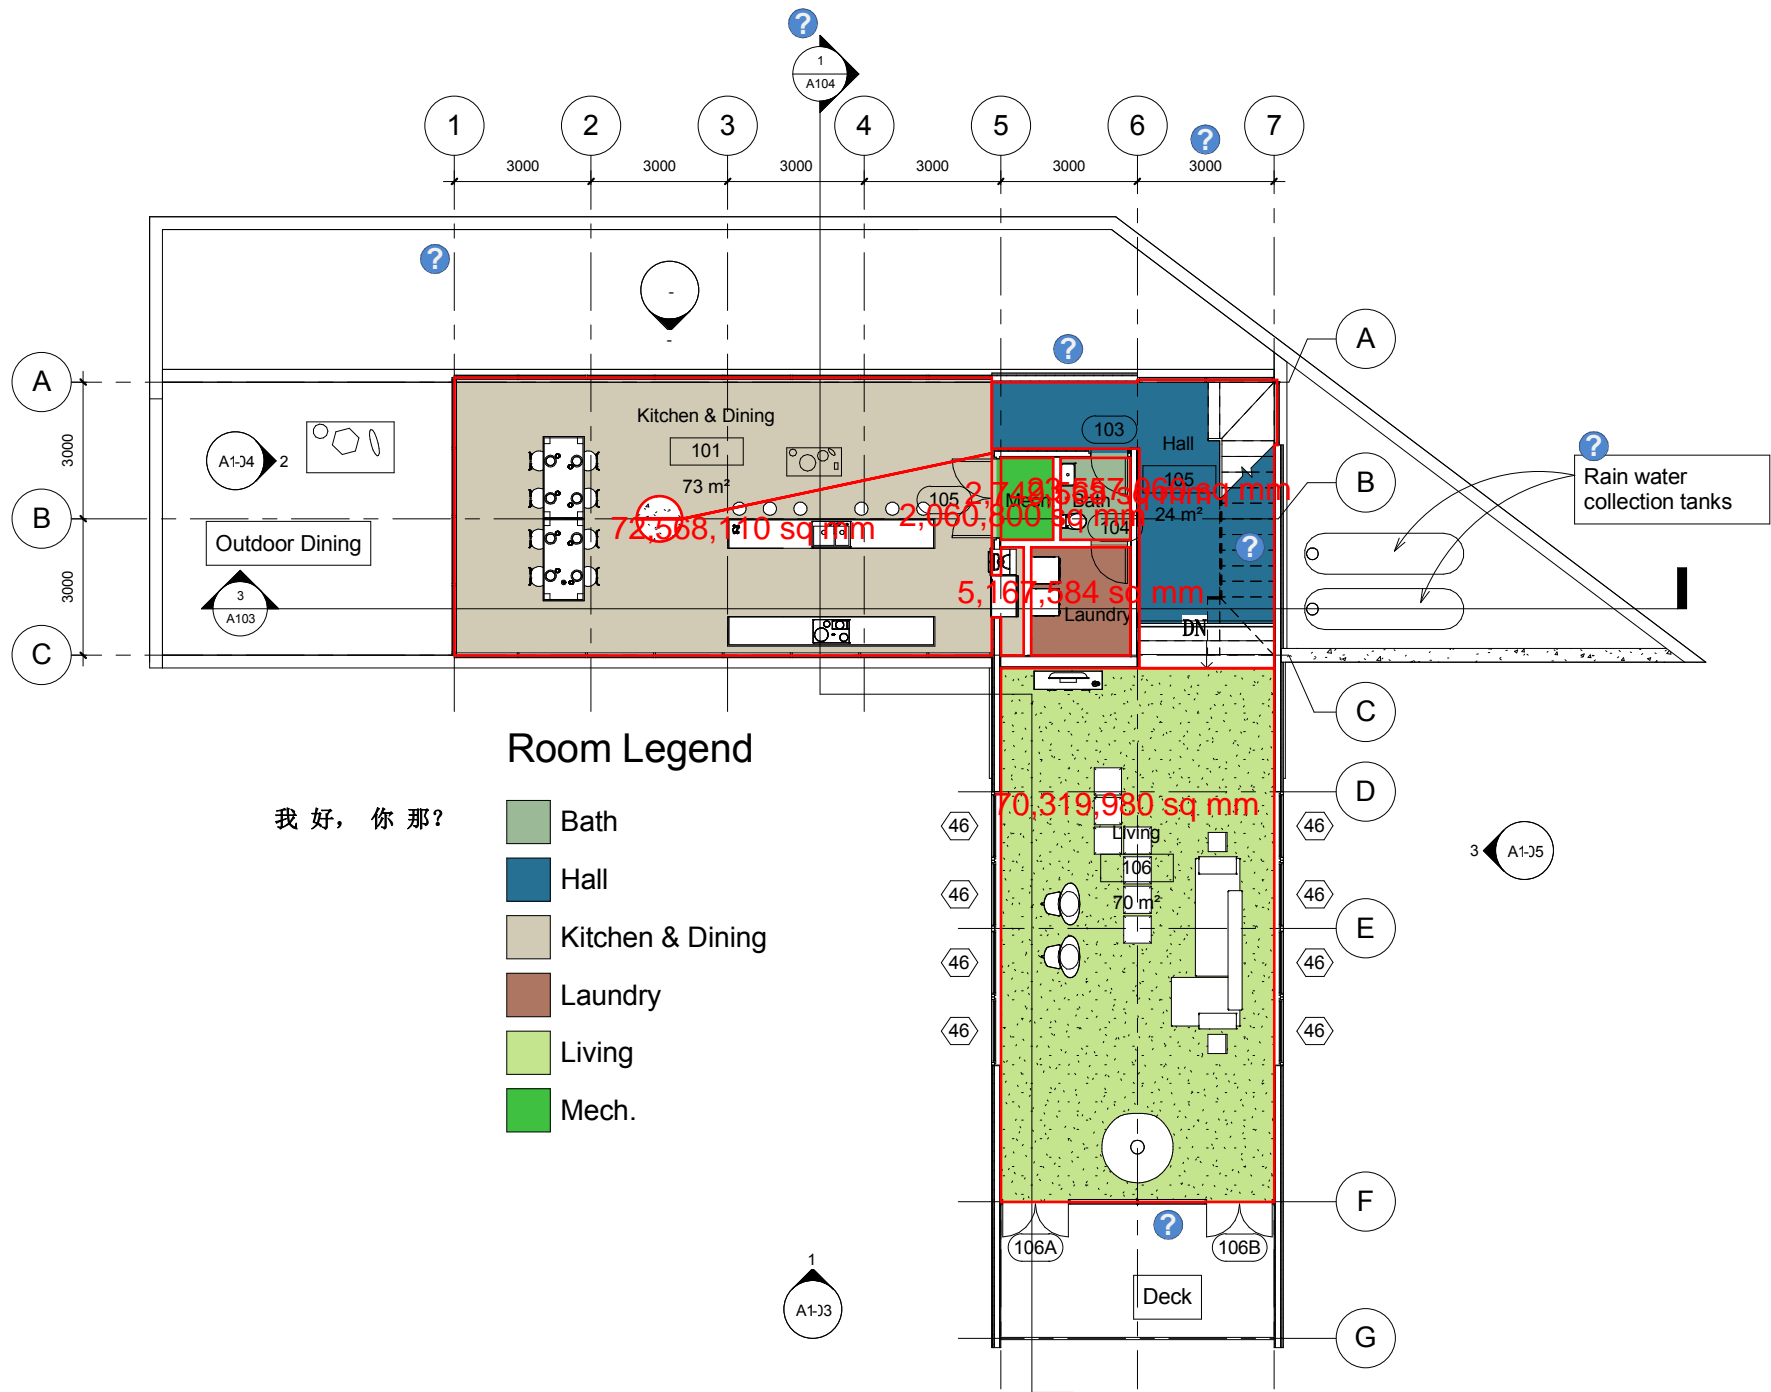 ?
1
A104
1
2
3
4
5
6
7
?
3000
3000
3000
3000
3000
3000
?
A
A
?
3000
3000
B
B
C
C
-
-
Kitchen & Dining
101
73 m²
72,568,110 sq mm
105
103
Hall
105
24 m²
Mech.
Bath
104
2,060,800 sq mm
5,167,584 sq mm
Laundry
DN
?
?
Rain water
collection tanks
A1-04
2
Outdoor Dining
3
A103
Room Legend
Bath
Hall
Kitchen & Dining
Laundry
Living
Mech.
我 好， 你 那？
70,319,980 sq mm
Living
106
70 m²
46
46
46
46
46
46
46
46
D
E
F
G
3
A1-05
106A
106B
?
Deck
1
A1-03